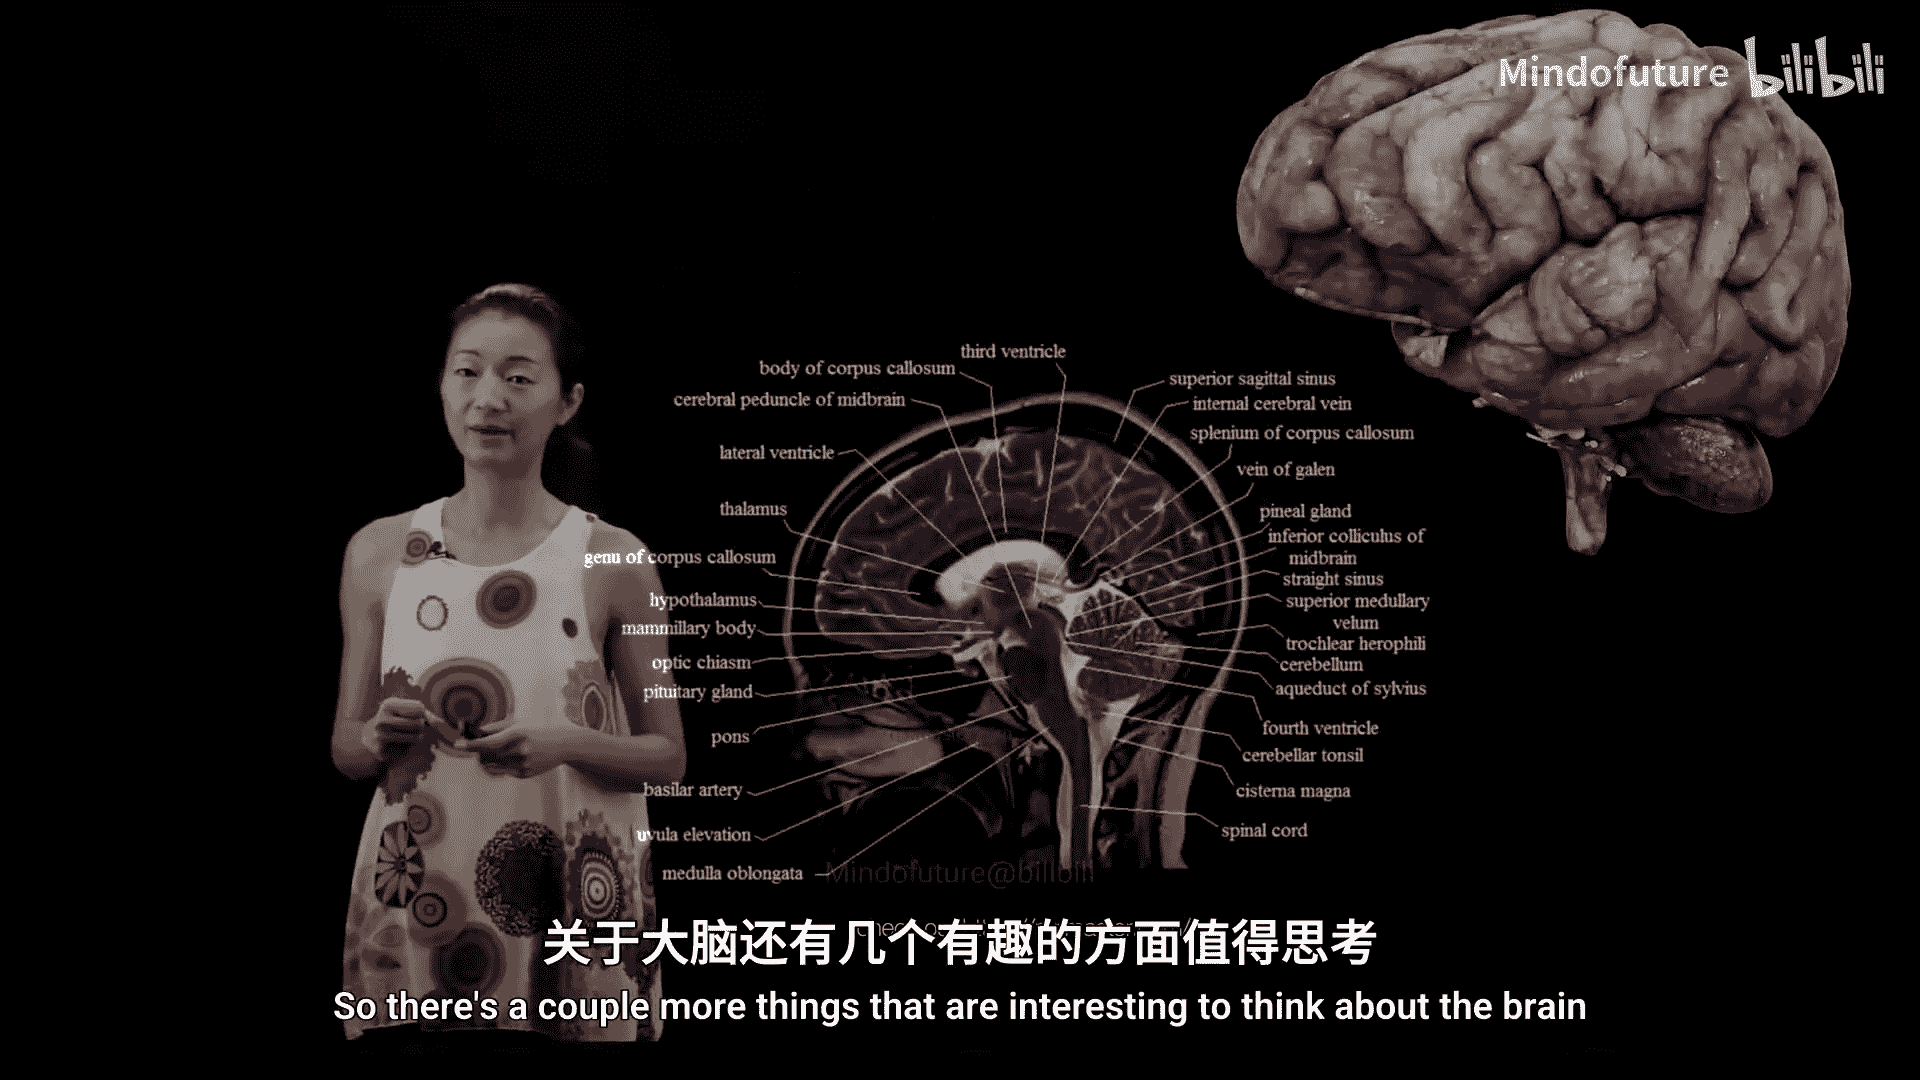 Mindofuture bilibili
third ventricle
body of corpus callosum
cerebral peduncle of midbrain
lateral ventricle
thalamus
genu of corpus callosum
hypothalamus
mammillary body
optic chiasm
pituitary gland
pons
basilar artery
uvula elevation
medulla oblongata
superior sagittal sinus
internal cerebral vein
splenium of corpus callosum
vein of galen
pineal gland
inferior colliculus of
midbrain
straight sinus
superior medullary
velum
trochlear herophili
cerebellum
aqueduct of sylvius
fourth ventricle
cerebellar tonsil
cisterna magna
spinal cord
Mindofuture@bilibili
关于大脑还有几个有趣的方面值得思考
So there's a couple more things that are interesting to think about the brain